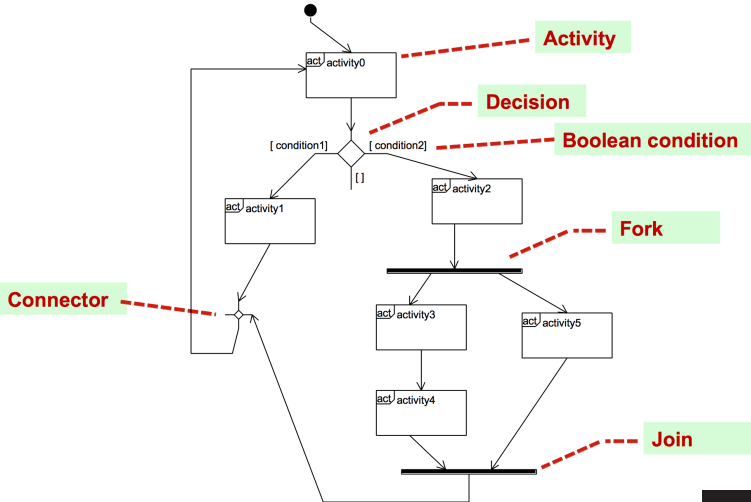 Activity
act activity0
Decision
Boolean condition
[ condition1]
[ condition2]
[ ]
act activity1
act activity2
Fork
Connector
act activity3
act activity5
act activity4
Join